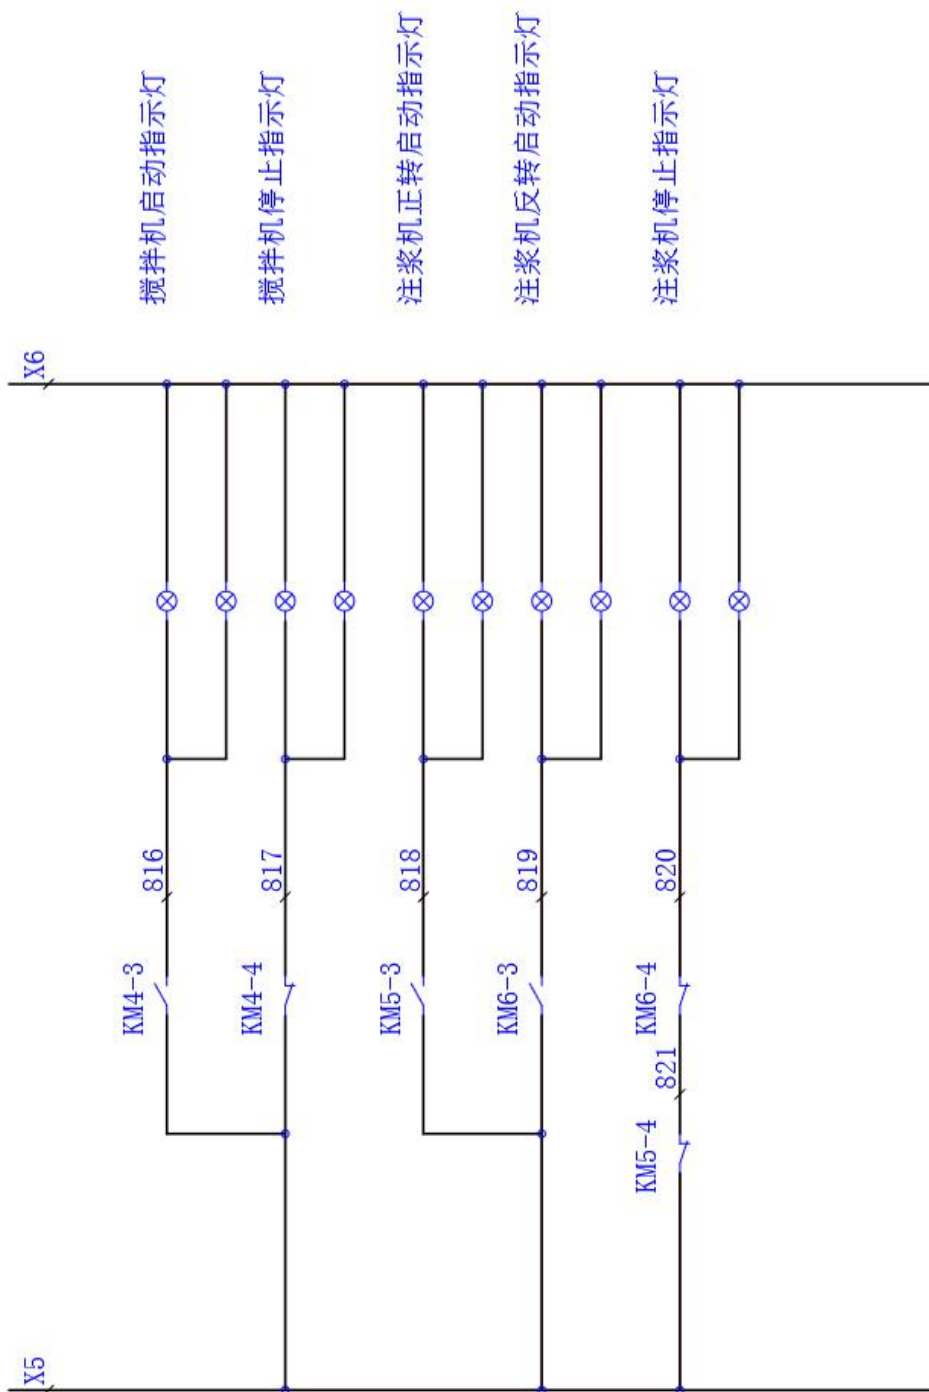 搅拌机启动指示灯
搅拌机停止指示灯
注浆机正转启动指示灯
注浆机反转启动指示灯
注浆机停止指示灯
X6
816
817
818
819
820
KM4-3
KM4-4
KM5-3
KM6-3
KM6-4
821
KM5-4
X5